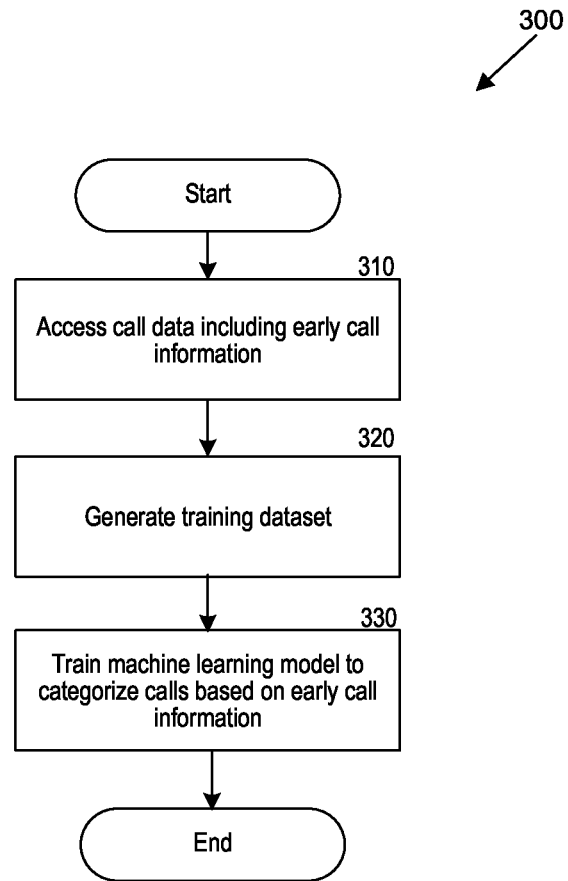 300
Start
310
Access call data including early call
information
320
Generate training dataset
330
Train machine learning model to
categorize calls based on early call
information
End